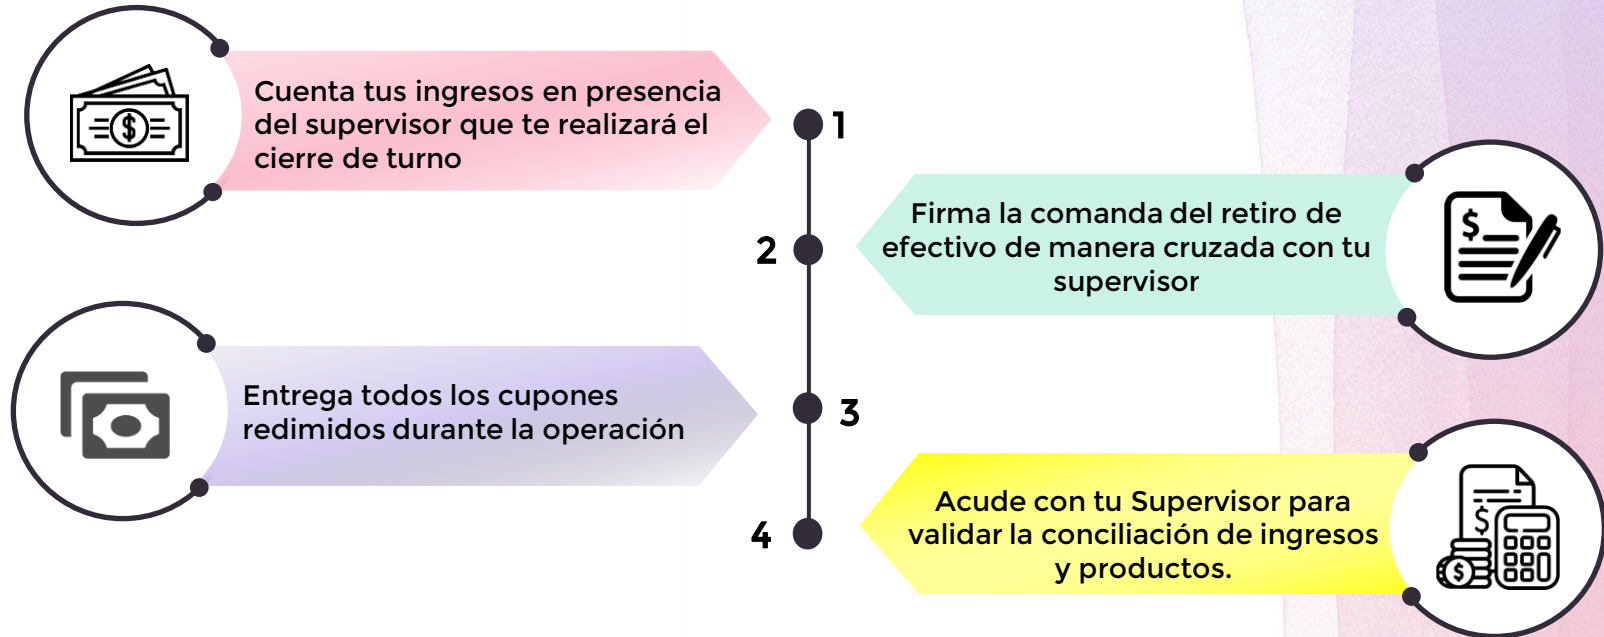 Cuenta tus ingresos en presencia
del supervisor que te realizará el
cierre de turno
1
Firma la comanda del retiro de
efectivo de manera cruzada con tu
supervisor
2
Entrega todos los cupones
redimidos durante la operación
3
Acude con tu Supervisor para
validar la conciliación de ingresos
y productos.
4